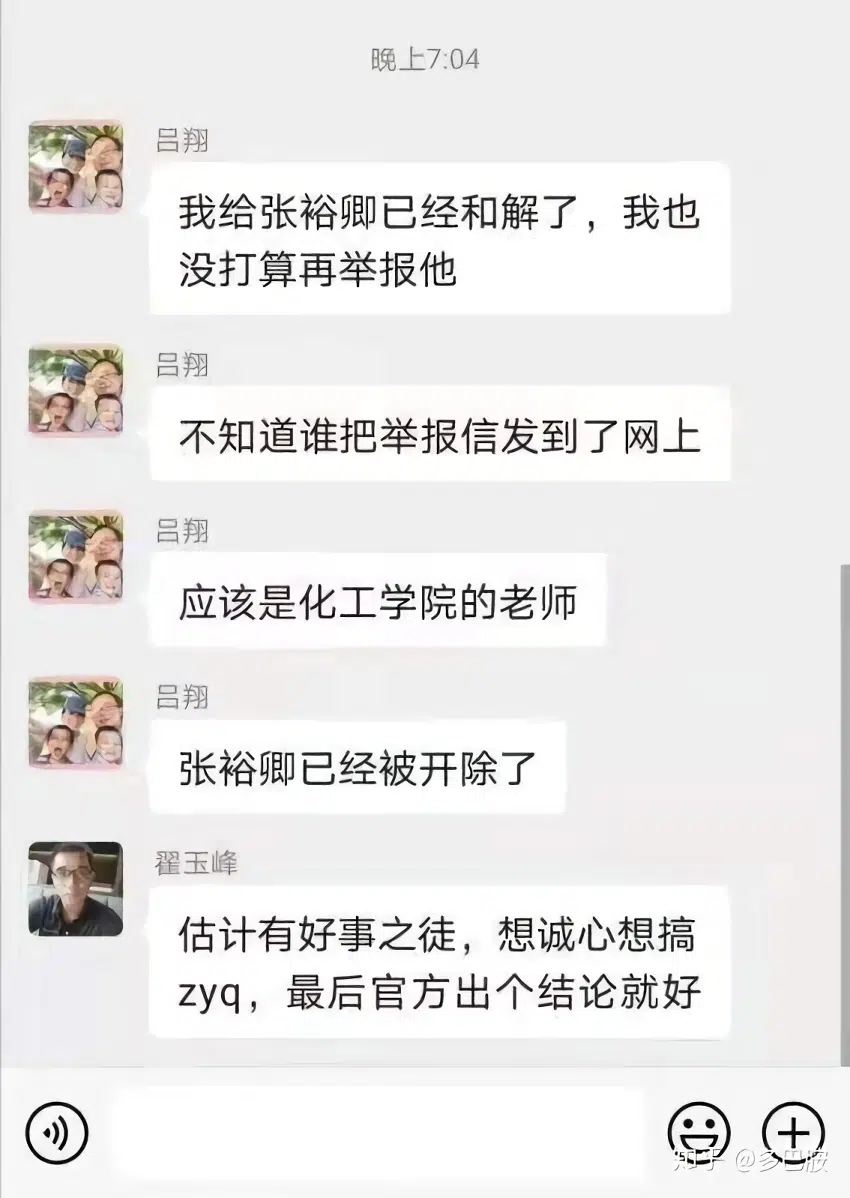 晚上7:04
吕翔
我给张裕卿已经和解了，我也
没打算再举报他
吕翔
不知道谁把举报信发到了网上
吕翔
应该是化工学院的老师
吕翔
张裕卿已经被开除了
翟玉峰
估计有好事之徒，想诚心想搞
zyq，最后官方出个结论就好
知乎 @多巴胺